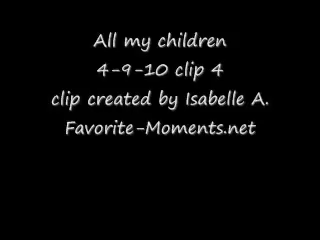 All my children
4-9-10 clip 4
clip created by Isabelle A.
Favorite-Moments.net